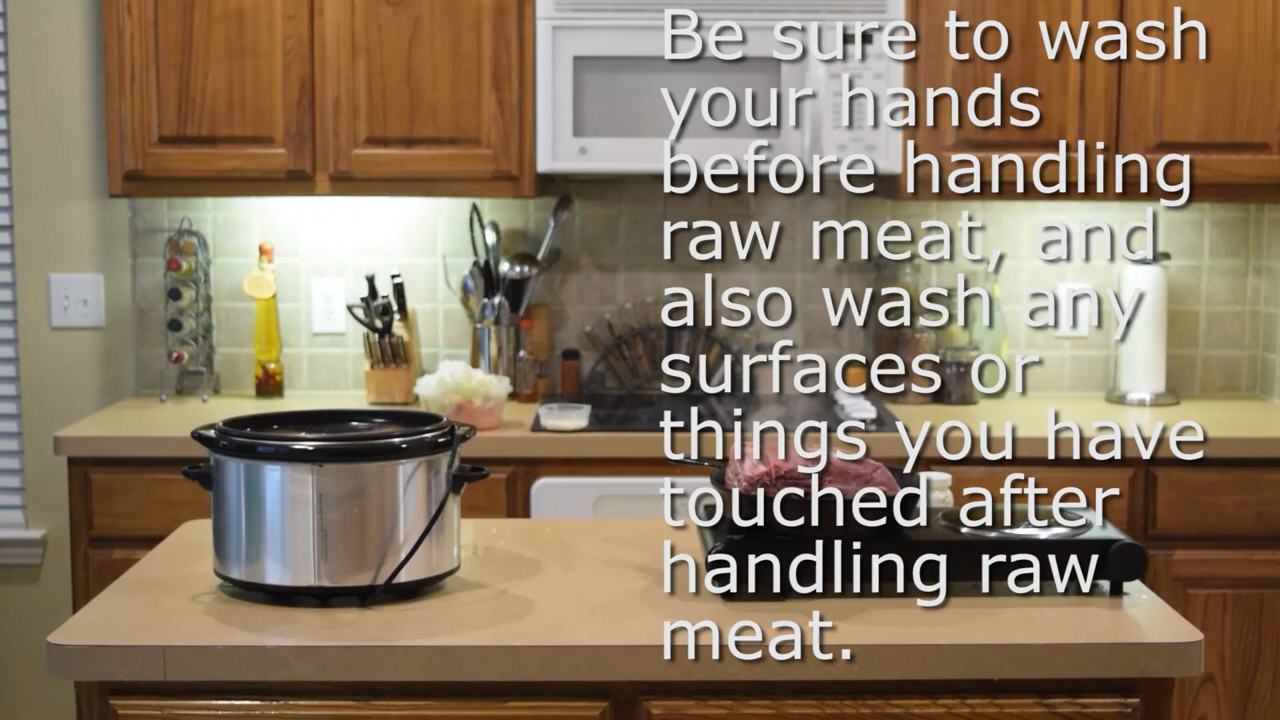 Be sure to wash
your hands
before handling
raw meat, and
also wash any
surfaces or
things you have
touched after
handling raw
meat.